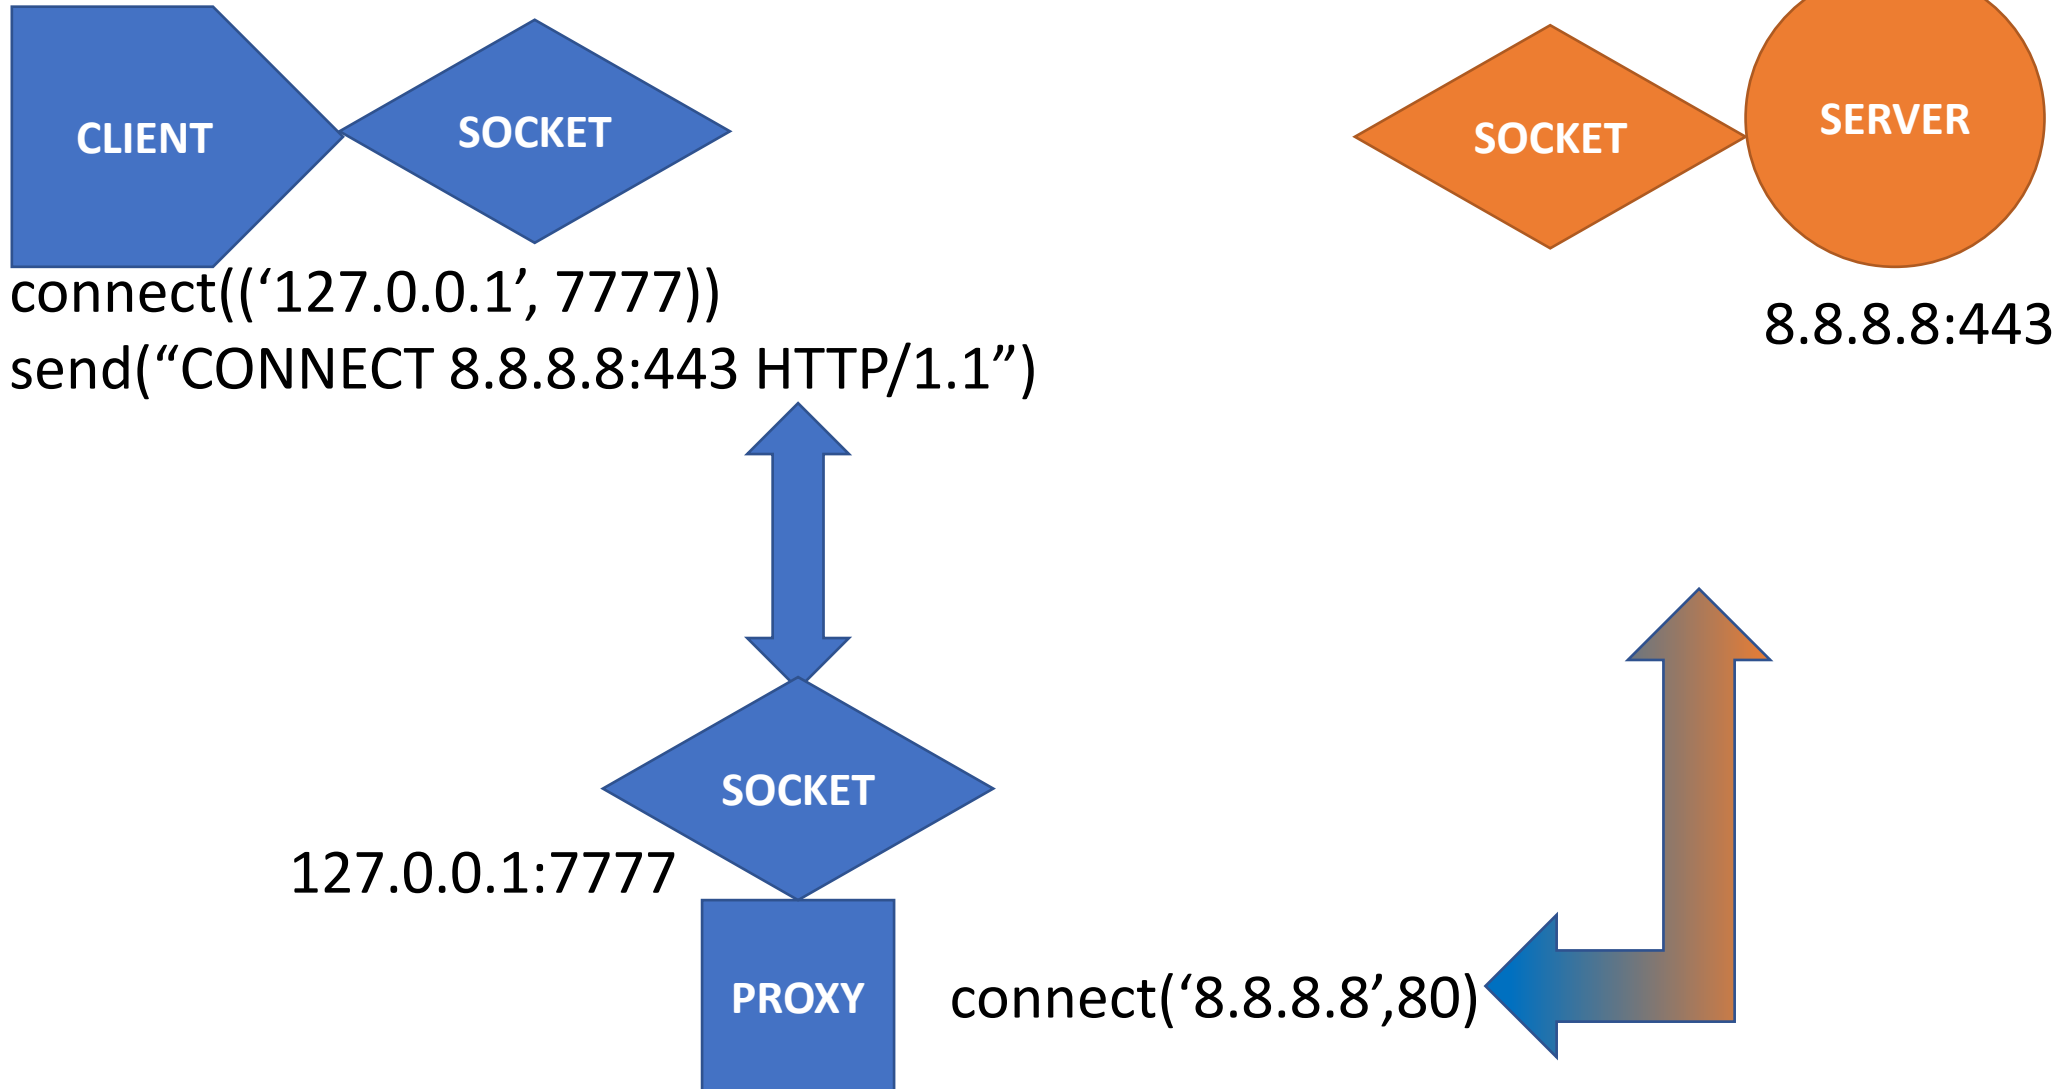 CLIENT
SOCKET
SOCKET
SERVER
connect((‘127.0.0.1’, 7777))
send(“CONNECT 8.8.8.8:443 HTTP/1.1”)
8.8.8.8:443
SOCKET
127.0.0.1:7777
PROXY
connect(‘8.8.8.8’,80)